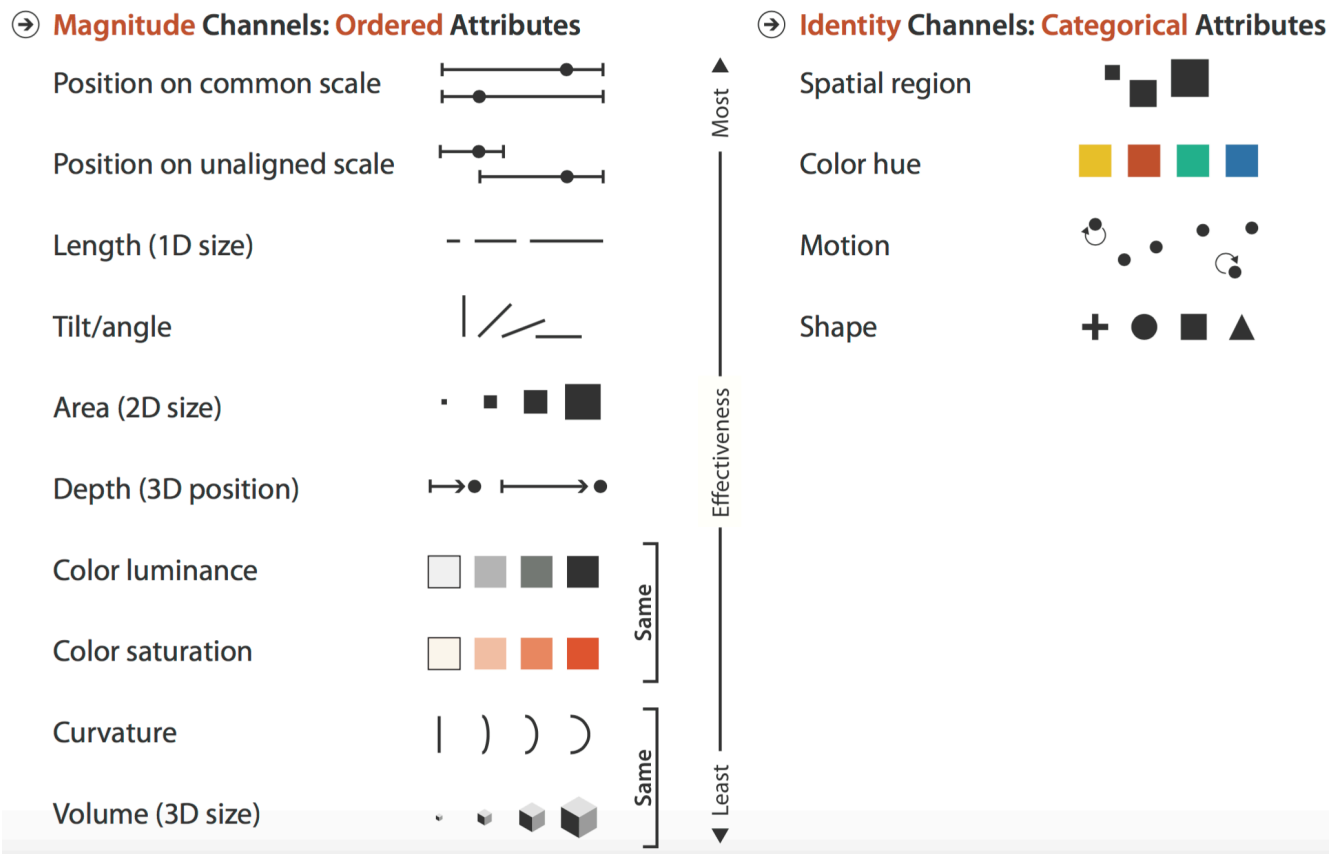 Magnitude Channels: Ordered Attributes
Position on common scale
Position on unaligned scale
Length (1D size)
Tilt/angle
Area (2D size)
Depth (3D position)
Color luminance
Color saturation
Curvature
Volume (3D size)
Same
Same
Most
Effectiveness
Least
Identity Channels: Categorical Attributes
Spatial region
Color hue
Motion
Shape